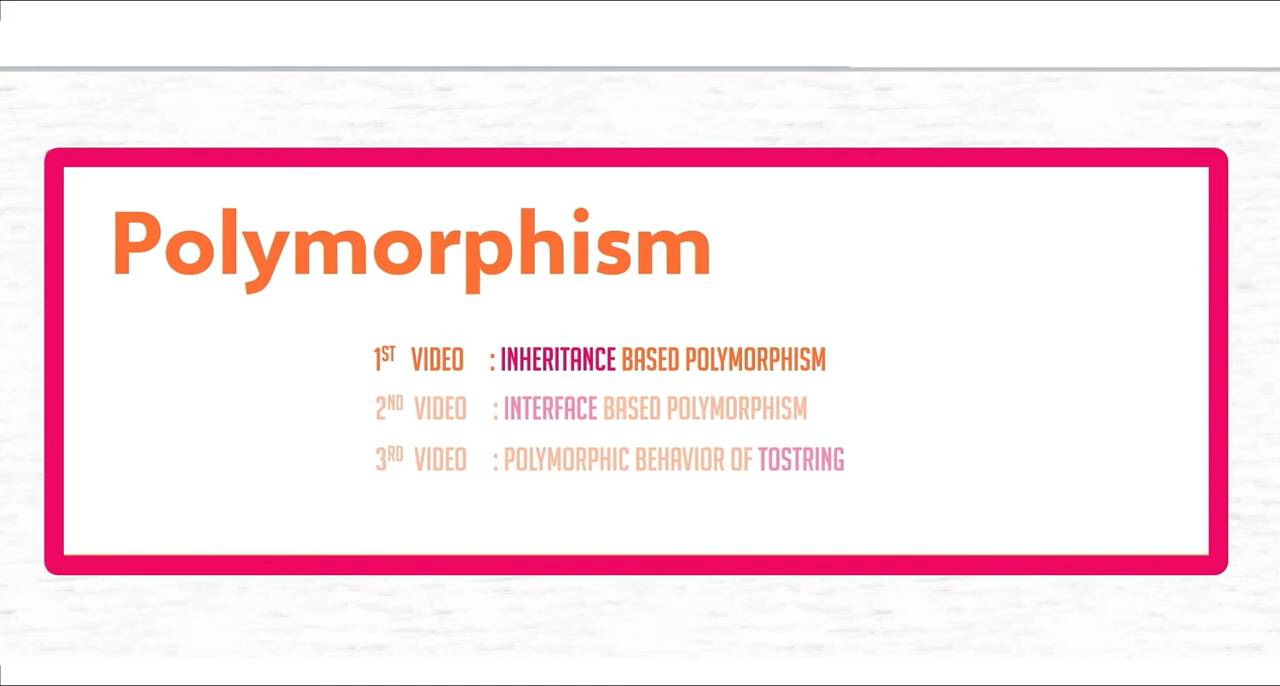 Polymorphism
1ST VIDEO : INHERITANCE BASED POLYMORPHISM
2ND VIDEO : INTERFACE BASED POLYMORPHISM
3RD VIDEO : POLYMORPHIC BEHAVIOR OF TOSTRING